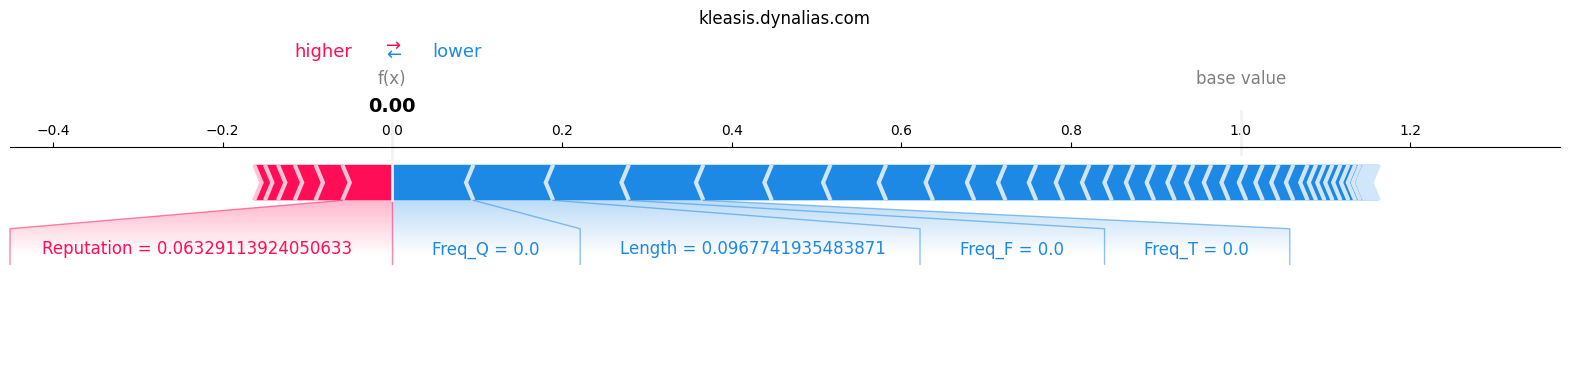 kleasis.dynalias.com
higher ⇄ lower
f(x) base value
0.00
−0.4 −0.2 0.0 0.2 0.4 0.6 0.8 1.0 1.2
Reputation = 0.06329113924050633 Freq_Q = 0.0 Length = 0.0967741935483871 Freq_F = 0.0 Freq_T = 0.0